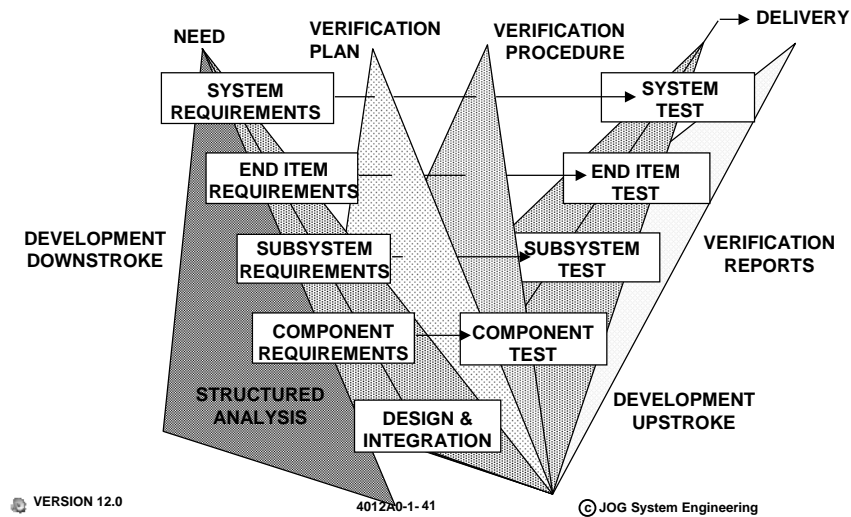 NEED
VERIFICATION
PLAN
VERIFICATION
PROCEDURE
DELIVERY
SYSTEM
REQUIREMENTS
SYSTEM
TEST
END ITEM
REQUIREMENTS
END ITEM
TEST
DEVELOPMENT
DOWNSTROKE
SUBSYSTEM
REQUIREMENTS
SUBSYSTEM
TEST
VERIFICATION
REPORTS
COMPONENT
REQUIREMENTS
COMPONENT
TEST
STRUCTURED
ANALYSIS
DESIGN &
INTEGRATION
DEVELOPMENT
UPSTROKE
VERSION 12.0
4012A0-1- 41
© JOG System Engineering